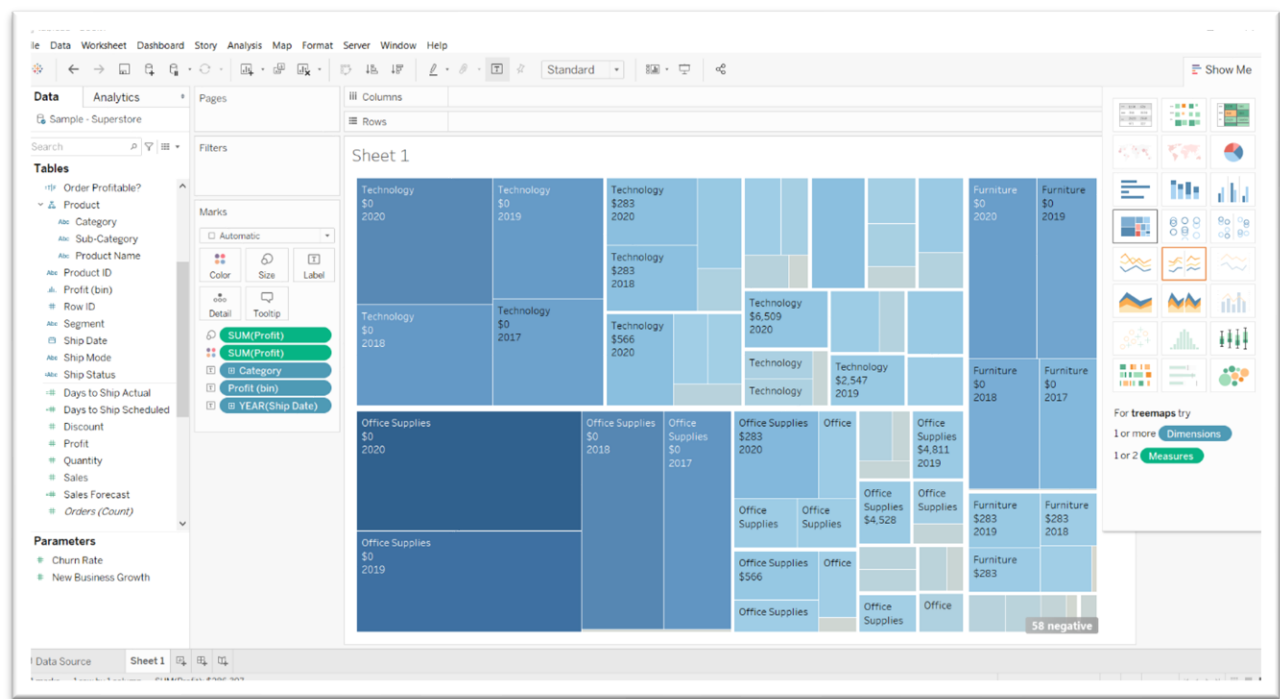 Data Worksheet Dashboard Story Analysis Map Format Server Window Help
Standard
Show Me
Data Analytics
Sample - Superstore
Search
Tables
Order Profitable?
Product
Abc Category
Abc Sub-Category
Abc Product Name
Abc Product ID
Profit (bin)
# Row ID
Abc Segment
Ship Date
Abc Ship Mode
Abc Ship Status
Days to Ship Actual
Days to Ship Scheduled
# Discount
# Profit
# Quantity
# Sales
Sales Forecast
# Orders (Count)
Parameters
# Churn Rate
# New Business Growth
Pages
Filters
Marks
Automatic
Color Size Label
Detail Tooltip
SUM(Profit)
SUM(Profit)
Category
Profit (bin)
YEAR(Ship Date)
Columns
Rows
Sheet 1
Technology
$0
2020
Technology
$0
2019
Technology
$0
2018
Technology
$0
2017
Technology
$283
2020
Technology
$283
2018
Technology
$566
2020
Technology
$6,509
2020
Technology
Technology
Technology
$2,547
2019
Furniture
$0
2020
Furniture
$0
2019
Furniture
$0
2018
Furniture
$0
2017
Furniture
$283
2019
Furniture
$283
2018
Furniture
$283
Office Supplies
$0
2020
Office Supplies
$0
2019
Office Supplies
$0
2018
Office
Supplies
$0
2017
Office Supplies
$283
2020
Office
Office
Supplies
Office
Supplies
Office Supplies
$566
Office
Office Supplies
Office
Supplies
$4,811
2019
Office
Supplies
$4,528
Office
Supplies
Office
Supplies
Office
58 negative
For treemaps try
1 or more Dimensions
1 or 2 Measures
Data Source Sheet 1